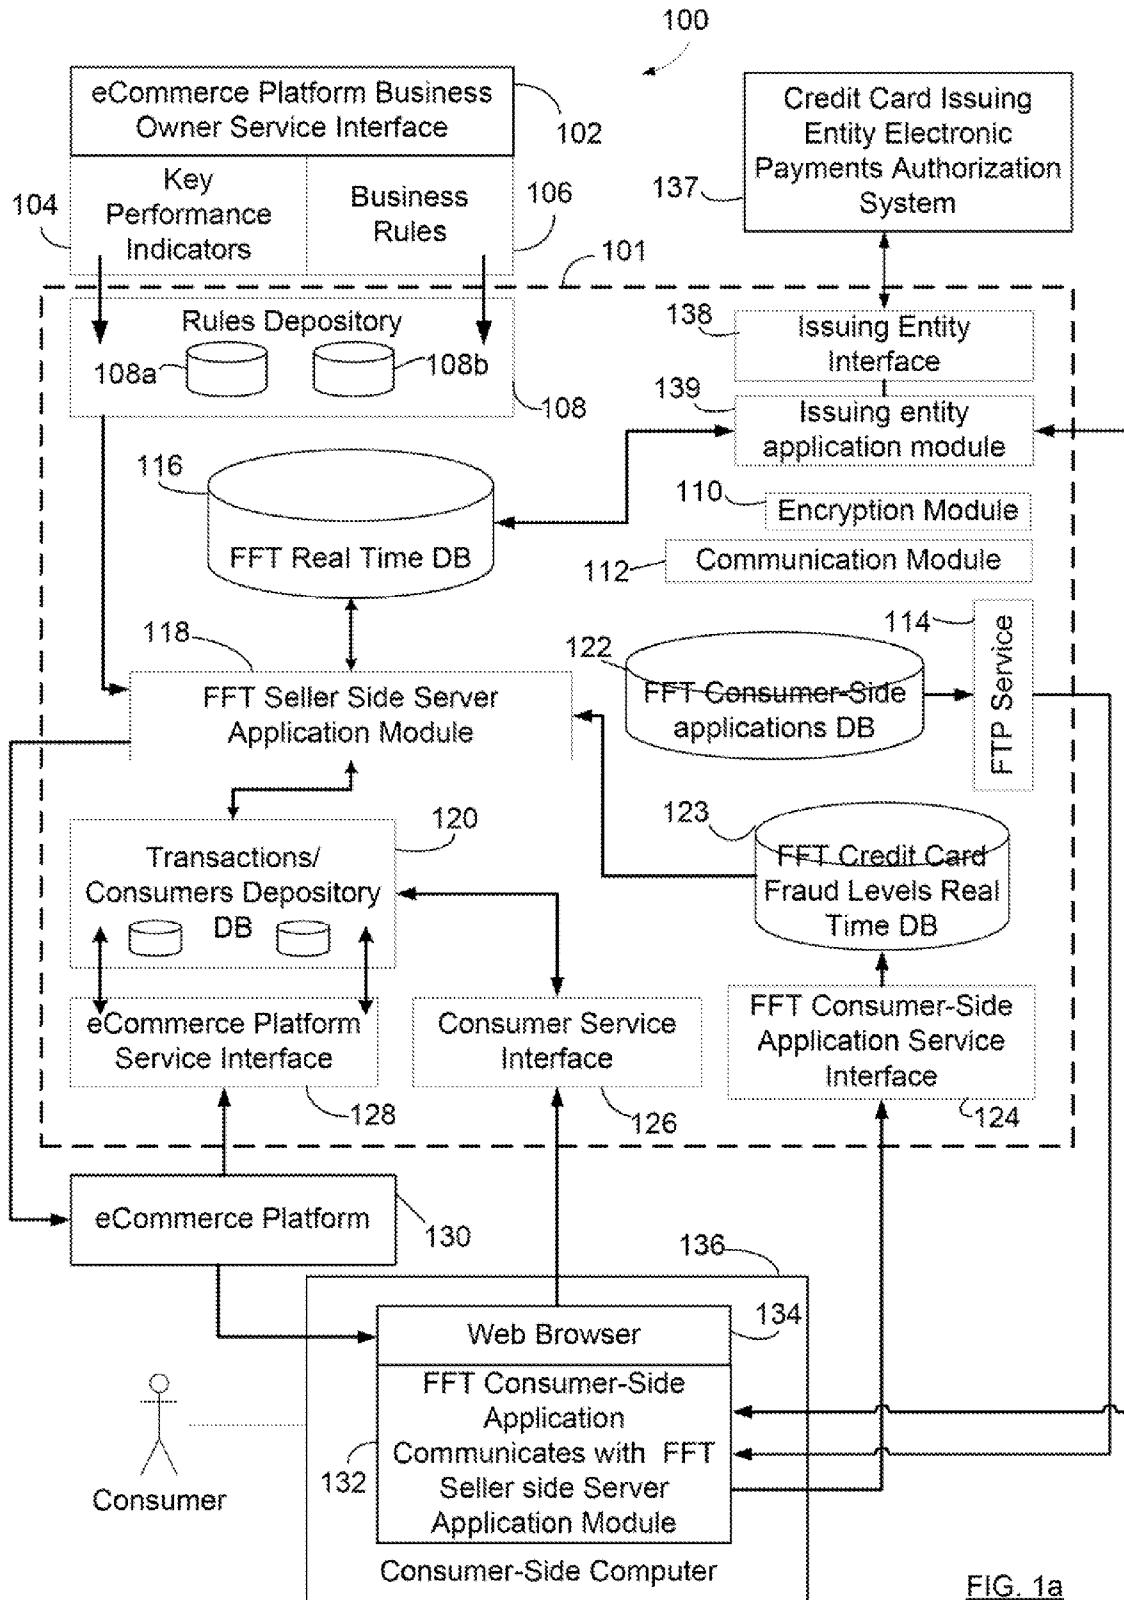 100
eCommerce Platform Business
Owner Service Interface
102
Credit Card Issuing
Entity Electronic
Payments Authorization
System
137
104
Key
Performance
Indicators
Business
Rules
106
101
Rules Depository
108a
108b
108
138
Issuing Entity
Interface
139
Issuing entity
application module
116
FFT Real Time DB
110
Encryption Module
112
Communication Module
114
FTP Service
118
FFT Seller Side Server
Application Module
122
FFT Consumer-Side
applications DB
120
Transactions/
Consumers Depository
DB
123
FFT Credit Card
Fraud Levels Real
Time DB
eCommerce Platform
Service Interface
128
Consumer Service
Interface
126
FFT Consumer-Side
Application Service
Interface
124
eCommerce Platform
130
136
134
Web Browser
FFT Consumer-Side
Application
Communicates with FFT
Seller side Server
Application Module
132
Consumer
Consumer-Side Computer
FIG. 1a